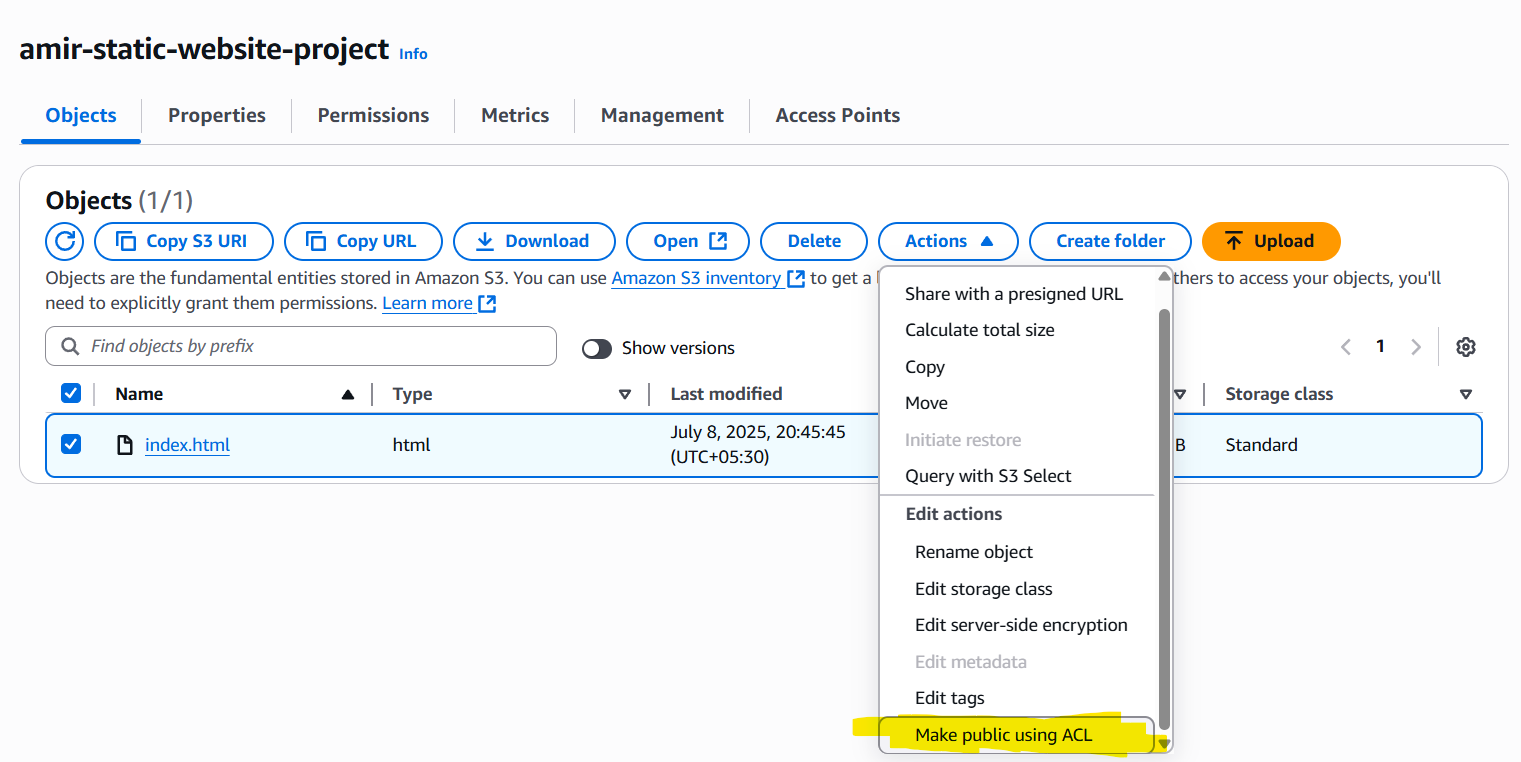 amir-static-website-project Info
Objects
Properties
Permissions
Metrics
Management
Access Points
Objects (1/1)
Copy S3 URI
Copy URL
Download
Open
Delete
Actions
Create folder
Upload
Objects are the fundamental entities stored in Amazon S3. You can use Amazon S3 inventory to get a
thers to access your objects, you'll
need to explicitly grant them permissions. Learn more
Find objects by prefix
Show versions
1
Name
Type
Last modified
Storage class
index.html
html
July 8, 2025, 20:45:45
(UTC+05:30)
B
Standard
Share with a presigned URL
Calculate total size
Copy
Move
Initiate restore
Query with S3 Select
Edit actions
Rename object
Edit storage class
Edit server-side encryption
Edit metadata
Edit tags
Make public using ACL